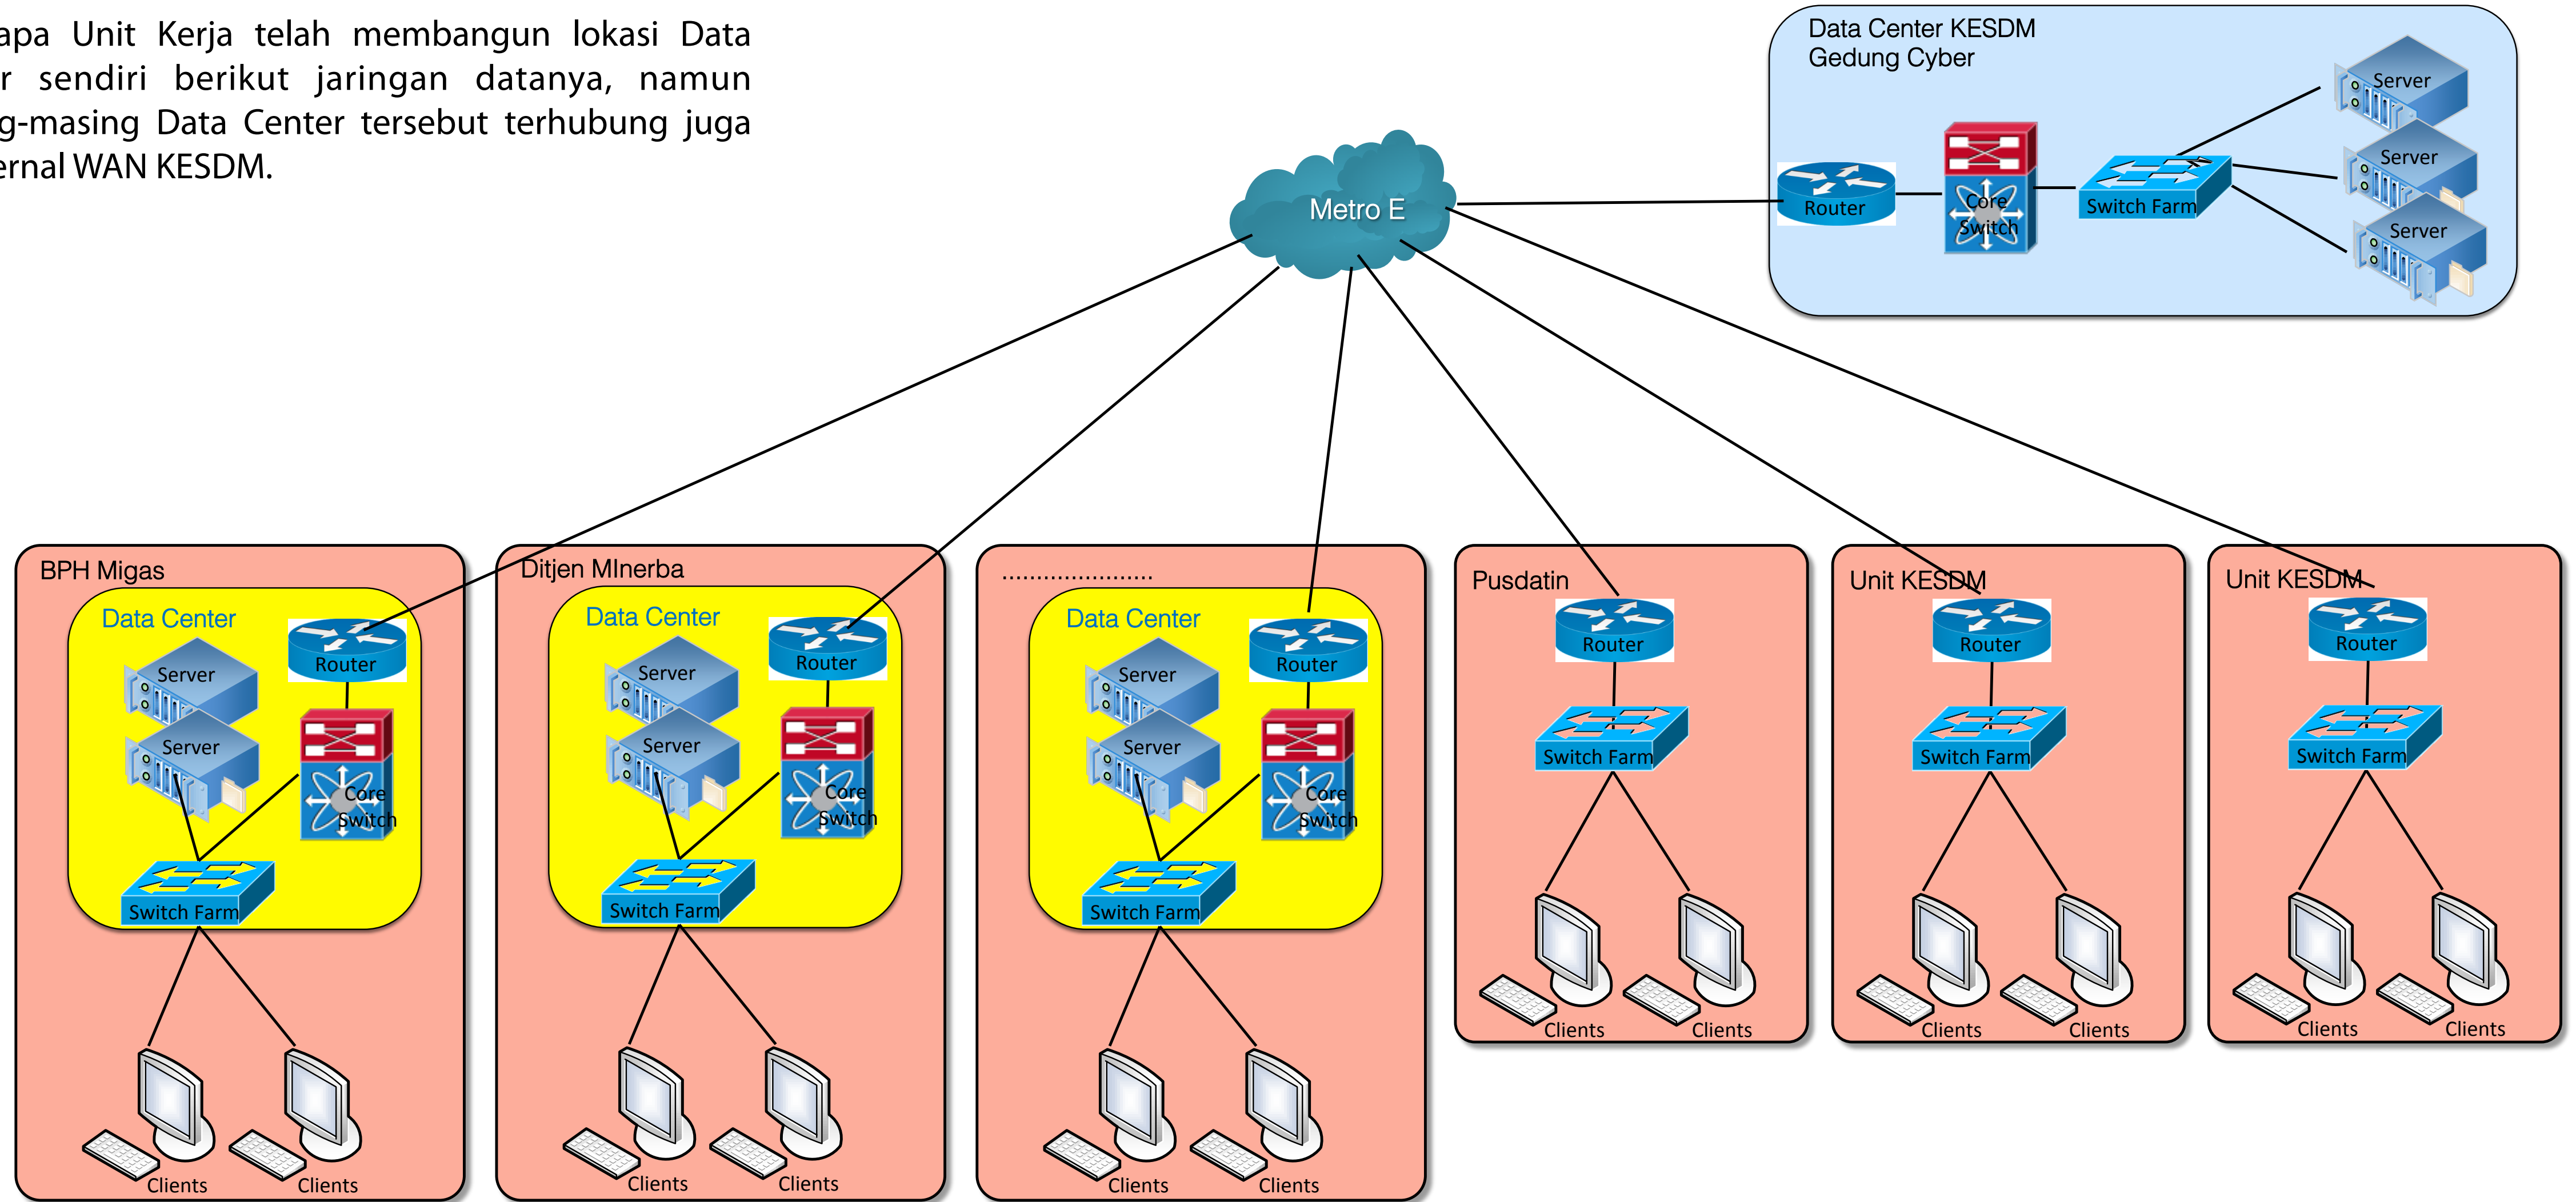 apa Unit Kerja telah membangun lokasi Data
r sendiri berikut jaringan datanya, namun
g-masing Data Center tersebut terhubung juga
ernal WAN KESDM.
Data Center KESDM
Gedung Cyber
Server
Server
Server
Router
Core
Switch
Switch Farm
Metro E
BPH Migas
Data Center
Server
Server
Router
Core
Switch
Switch Farm
Clients
Clients
Ditjen MInerba
Data Center
Server
Server
Router
Core
Switch
Switch Farm
Clients
Clients
......................
Data Center
Server
Server
Router
Core
Switch
Switch Farm
Clients
Clients
Pusdatin
Router
Switch Farm
Clients
Clients
Unit KESDM
Router
Switch Farm
Clients
Clients
Unit KESDM
Router
Switch Farm
Clients
Clients